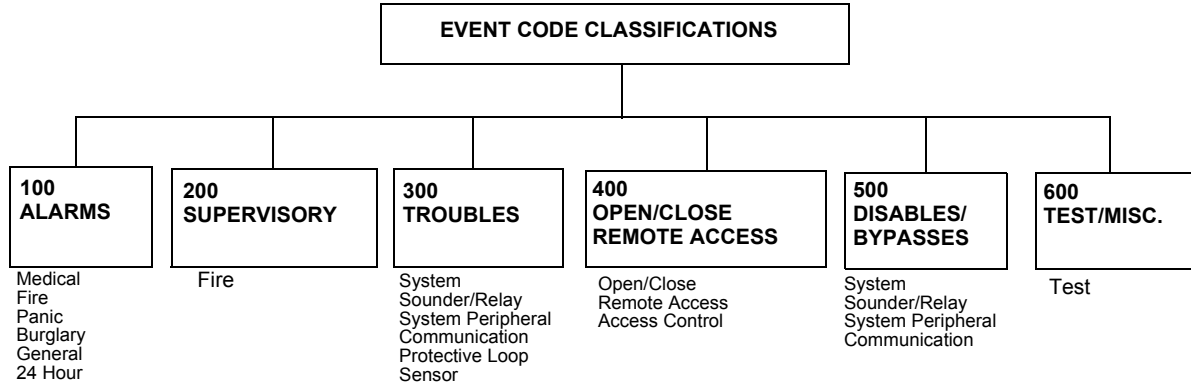 EVENT CODE CLASSIFICATIONS
100
ALARMS
Medical
Fire
Panic
Burglary
General
24 Hour
200
SUPERVISORY
Fire
300
TROUBLES
System
Sounder/Relay
System Peripheral
Communication
Protective Loop
Sensor
400
OPEN/CLOSE
REMOTE ACCESS
Open/Close
Remote Access
Access Control
500
DISABLES/
BYPASSES
System
Sounder/Relay
System Peripheral
Communication
600
TEST/MISC.
Test